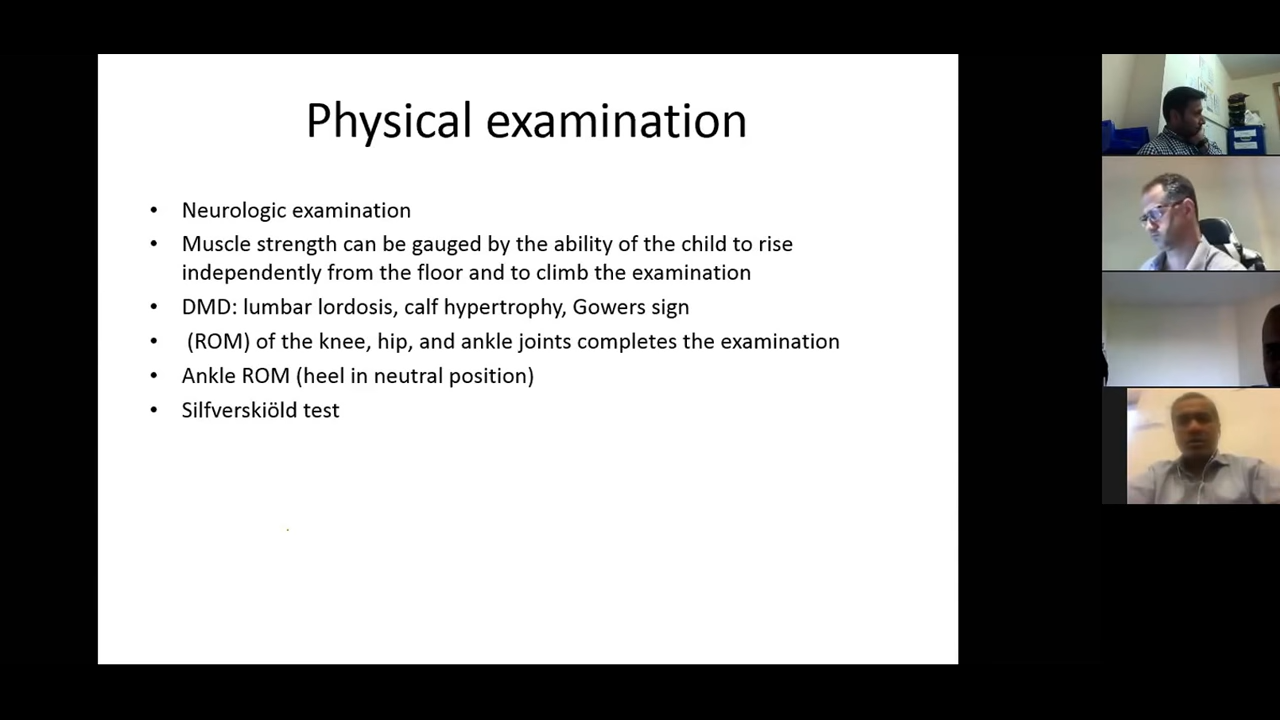 Physical examination
• Neurologic examination
• Muscle strength can be gauged by the ability of the child to rise
independently from the floor and to climb the examination
• DMD: lumbar lordosis, calf hypertrophy, Gowers sign
• (ROM) of the knee, hip, and ankle joints completes the examination
• Ankle ROM (heel in neutral position)
• Silfverskiöld test